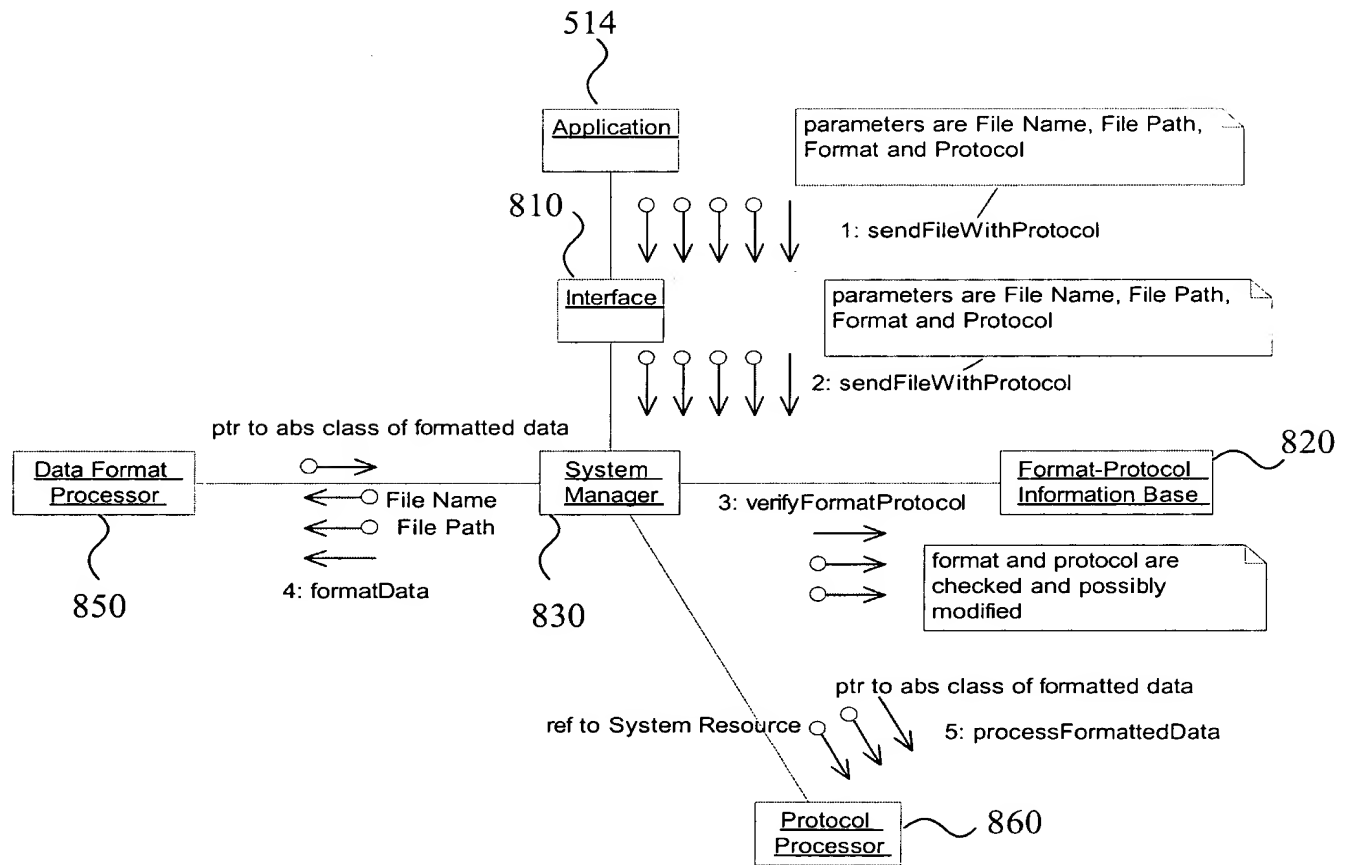 514
Application
parameters are File Name, File Path,
Format and Protocol
810
1: sendFileWithProtocol
Interface
parameters are File Name, File Path,
Format and Protocol
2: sendFileWithProtocol
ptr to abs class of formatted data
820
Data Format
Processor
File Name
File Path
System
Manager
Format-Protocol
Information Base
3: verifyFormatProtocol
4: formatData
850
830
format and protocol are
checked and possibly
modified
ptr to abs class of formatted data
ref to System Resource
5: processFormattedData
Protocol
Processor
860